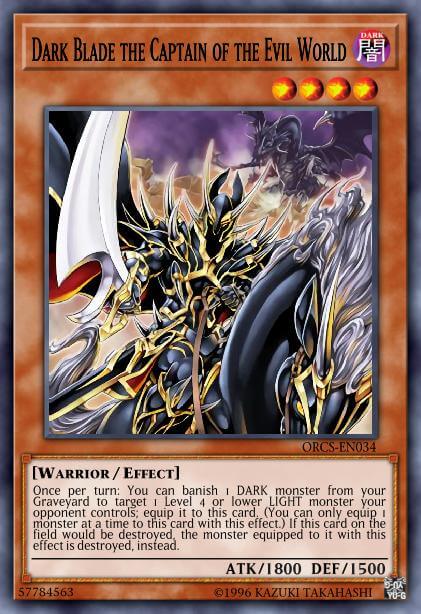 DARK BLADE THE CAPTAIN OF THE EVIL WORLD
DARK
闇
ORCS-EN034
[WARRIOR / EFFECT]
Once per turn: You can banish 1 DARK monster from your
Graveyard to target 1 Level 4 or lower LIGHT monster your
opponent controls; equip it to this card. (You can only equip 1
monster at a time to this card with this effect.) If this card on the
field would be destroyed, the monster equipped to it with this
effect is destroyed, instead.
ATK/1800 DEF/1500
57784563
©1996 KAZUKI TAKAHASHI